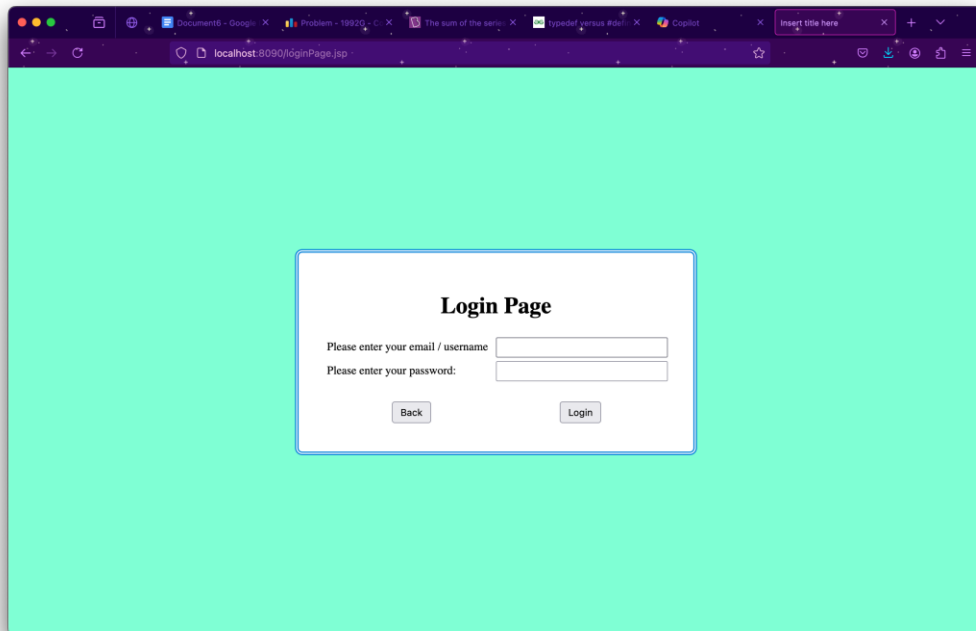 Document6 - Google
Problem - 1992G - C
The sum of the series
typedef versus #defi
Copilot
Insert title here
localhost:8090/loginPage.jsp
Login Page
Please enter your email / username
Please enter your password:
Back Login